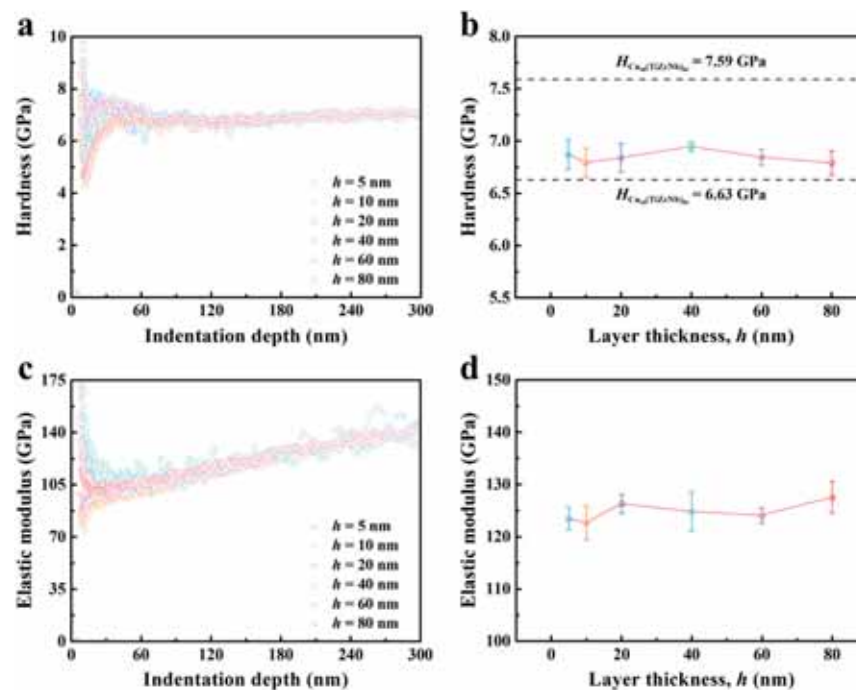 a
Hardness (GPa)
10
8
6
4
2
0
h = 5 nm
h = 10 nm
h = 20 nm
h = 40 nm
h = 60 nm
h = 80 nm
0 60 120 180 240 300
Indentation depth (nm)
b
Hardness (GPa)
8.0
7.5
7.0
6.5
6.0
5.5
= 7.59 GPa
= 6.63 GPa
0 20 40 60 80
Layer thickness, h (nm)
c
Elastic modulus (GPa)
175
140
105
70
35
0
h = 5 nm
h = 10 nm
h = 20 nm
h = 40 nm
h = 60 nm
h = 80 nm
0 60 120 180 240 300
Indentation depth (nm)
d
Elastic modulus (GPa)
150
140
130
120
110
100
0 20 40 60 80
Layer thickness, h (nm)